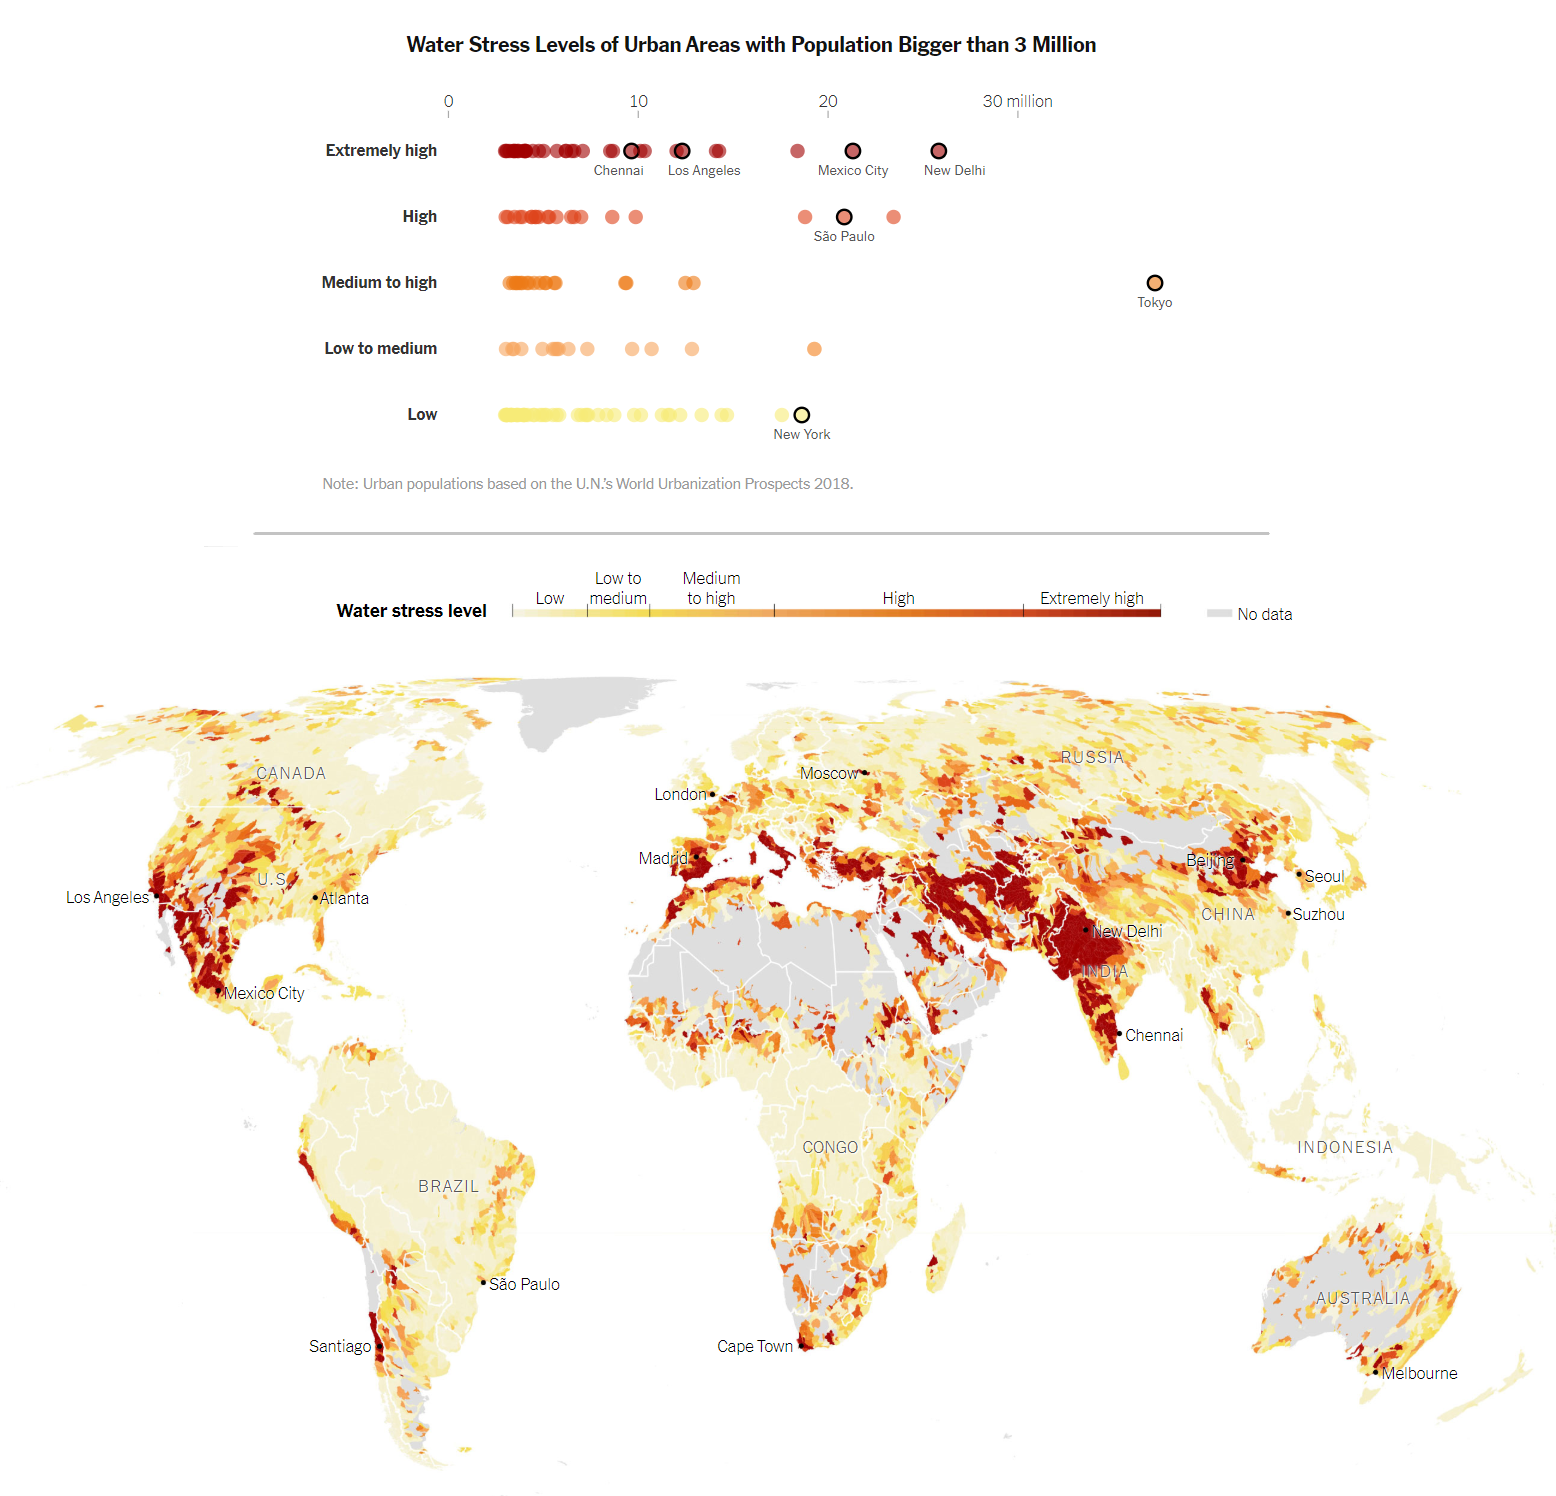 Water Stress Levels of Urban Areas with Population Bigger than 3 Million
0 10 20 30 million
Extremely high
Chennai Los Angeles Mexico City New Delhi
High
São Paulo
Medium to high
Tokyo
Low to medium
Low
New York
Note: Urban populations based on the U.N.’s World Urbanization Prospects 2018.
Water stress level
Low
Low to
medium
Medium
to high
High
Extremely high
No data
CANADA
RUSSIA
Moscow
London
Madrid
Beijing
Seoul
U.S.
Los Angeles
Atlanta
CHINA
Suzhou
New Delhi
INDIA
Mexico City
Chennai
CONGO
INDONESIA
BRAZIL
São Paulo
AUSTRALIA
Santiago
Cape Town
Melbourne